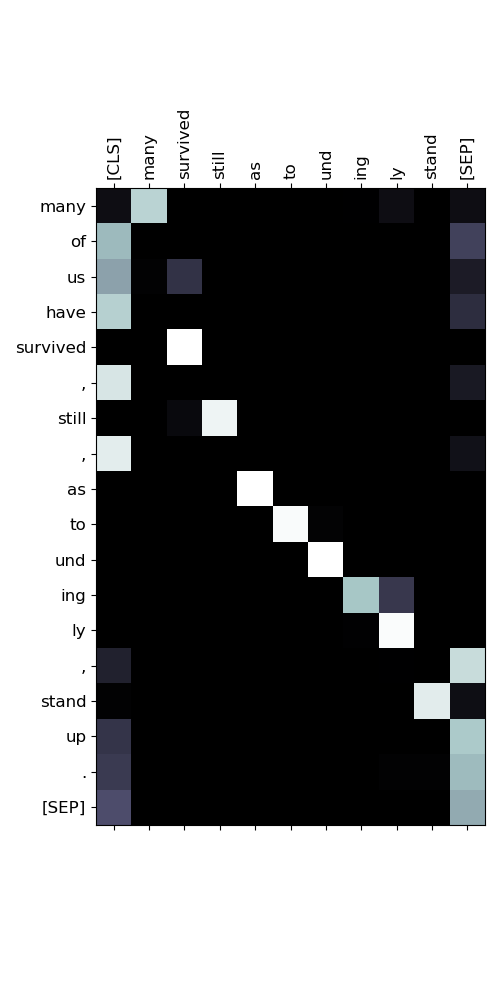 [CLS] many survived still as to und ing ly stand [SEP]
many
of
us
have
survived
,
still
,
as
to
und
ing
ly
,
stand
up
.
[SEP]